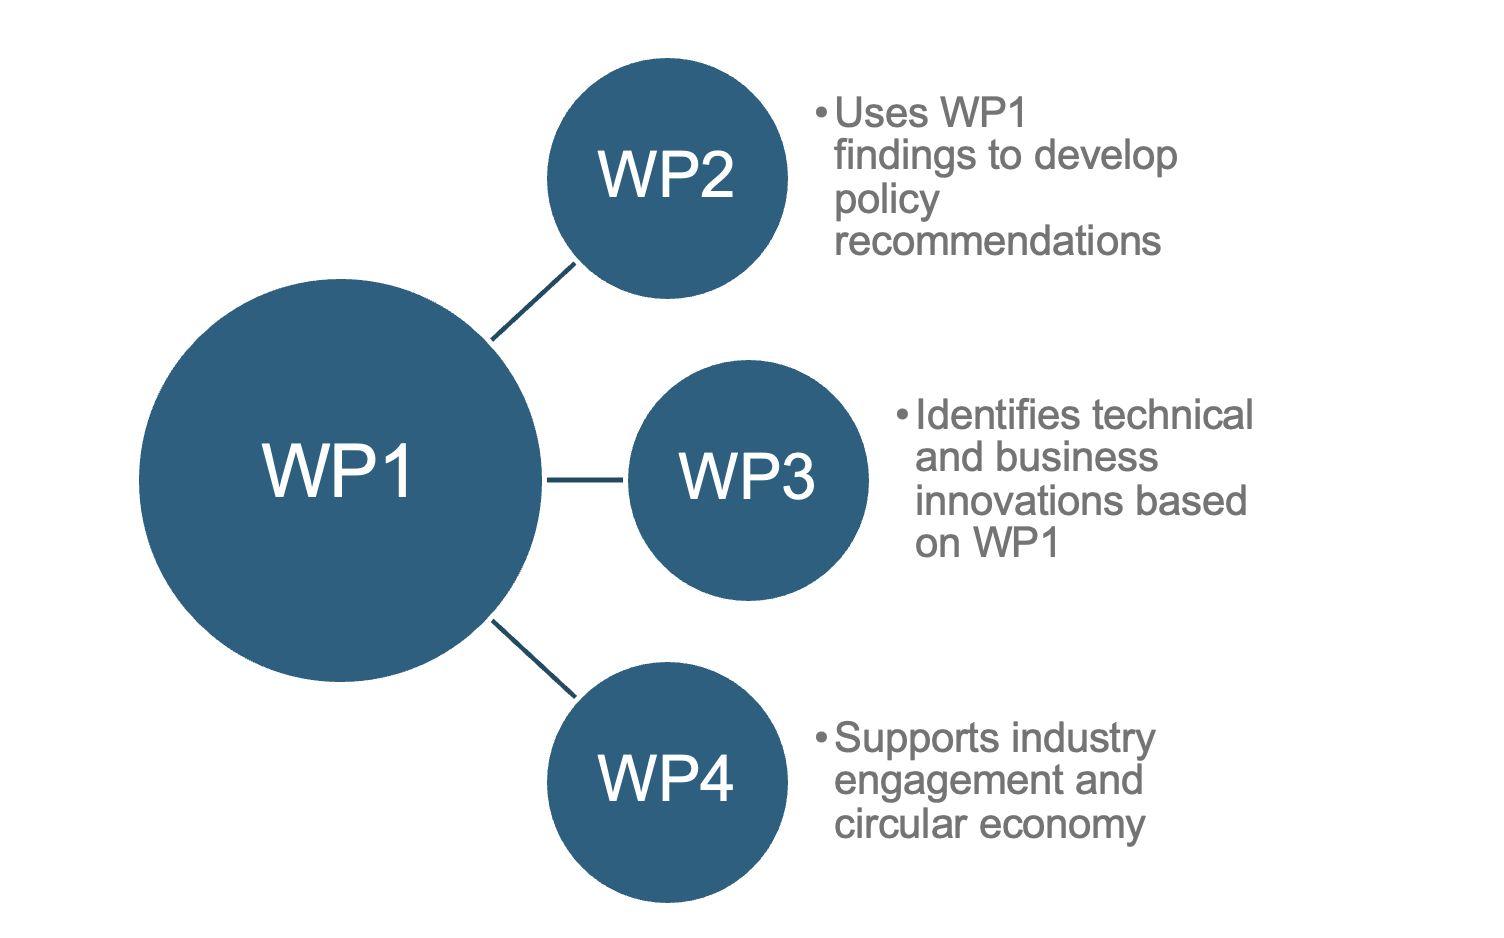 WP2
• Uses WP1
findings to develop
policy
recommendations
WP1
WP3
• Identifies technical
and business
innovations based
on WP1
WP4
• Supports industry
engagement and
circular economy